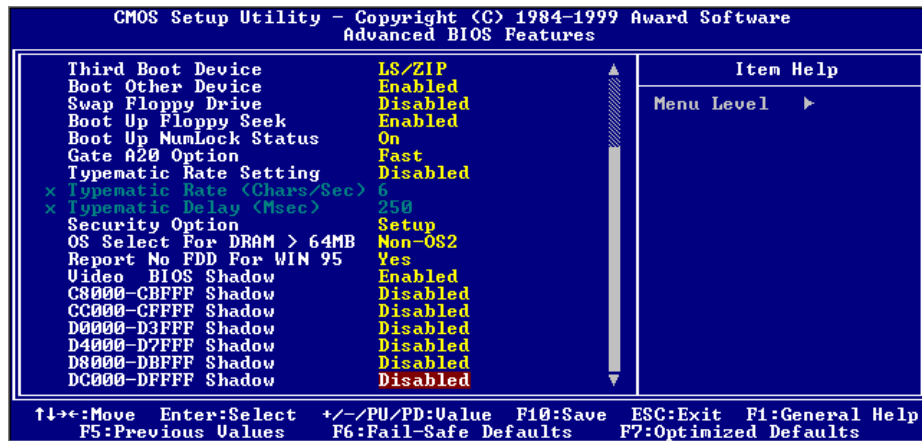 CMOS Setup Utility - Copyright (C) 1984-1999 Award Software
Advanced BIOS Features
Third Boot Device LS/ZIP
Boot Other Device Enabled
Swap Floppy Drive Disabled
Boot Up Floppy Seek Enabled
Boot Up NumLock Status On
Gate A20 Option Fast
Typematic Rate Setting Disabled
x Typematic Rate (Chars/Sec) 6
x Typematic Delay (Msec) 250
Security Option Setup
OS Select For DRAM > 64MB Non-OS2
Report No FDD For WIN 95 Yes
Video BIOS Shadow Enabled
C8000-CBFFF Shadow Disabled
CC000-CFFFF Shadow Disabled
D0000-D3FFF Shadow Disabled
D4000-D7FFF Shadow Disabled
D8000-DBFFF Shadow Disabled
DC000-DFFFF Shadow Disabled
Item Help
Menu Level ►
↑↓→←:Move Enter:Select +/-/PU/PD:Value F10:Save ESC:Exit F1:General Help
F5:Previous Values F6:Fail-Safe Defaults F7:Optimized Defaults